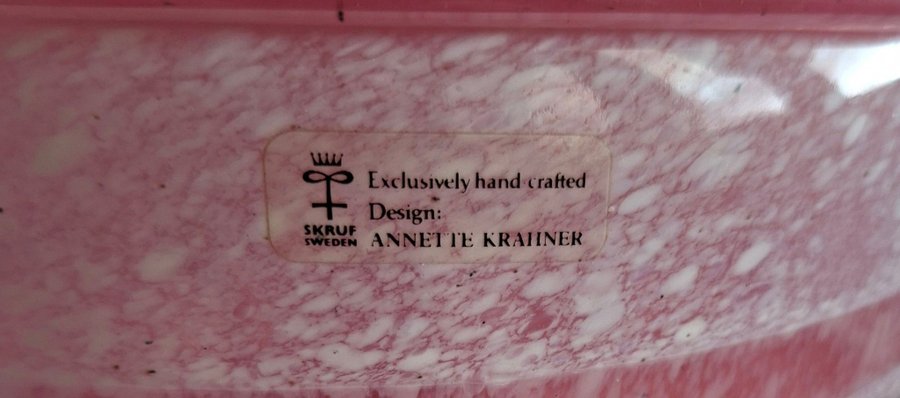 Exclusively hand crafted
Design:
ANNETTE KRAHNER
SKRUF
SWEDEN